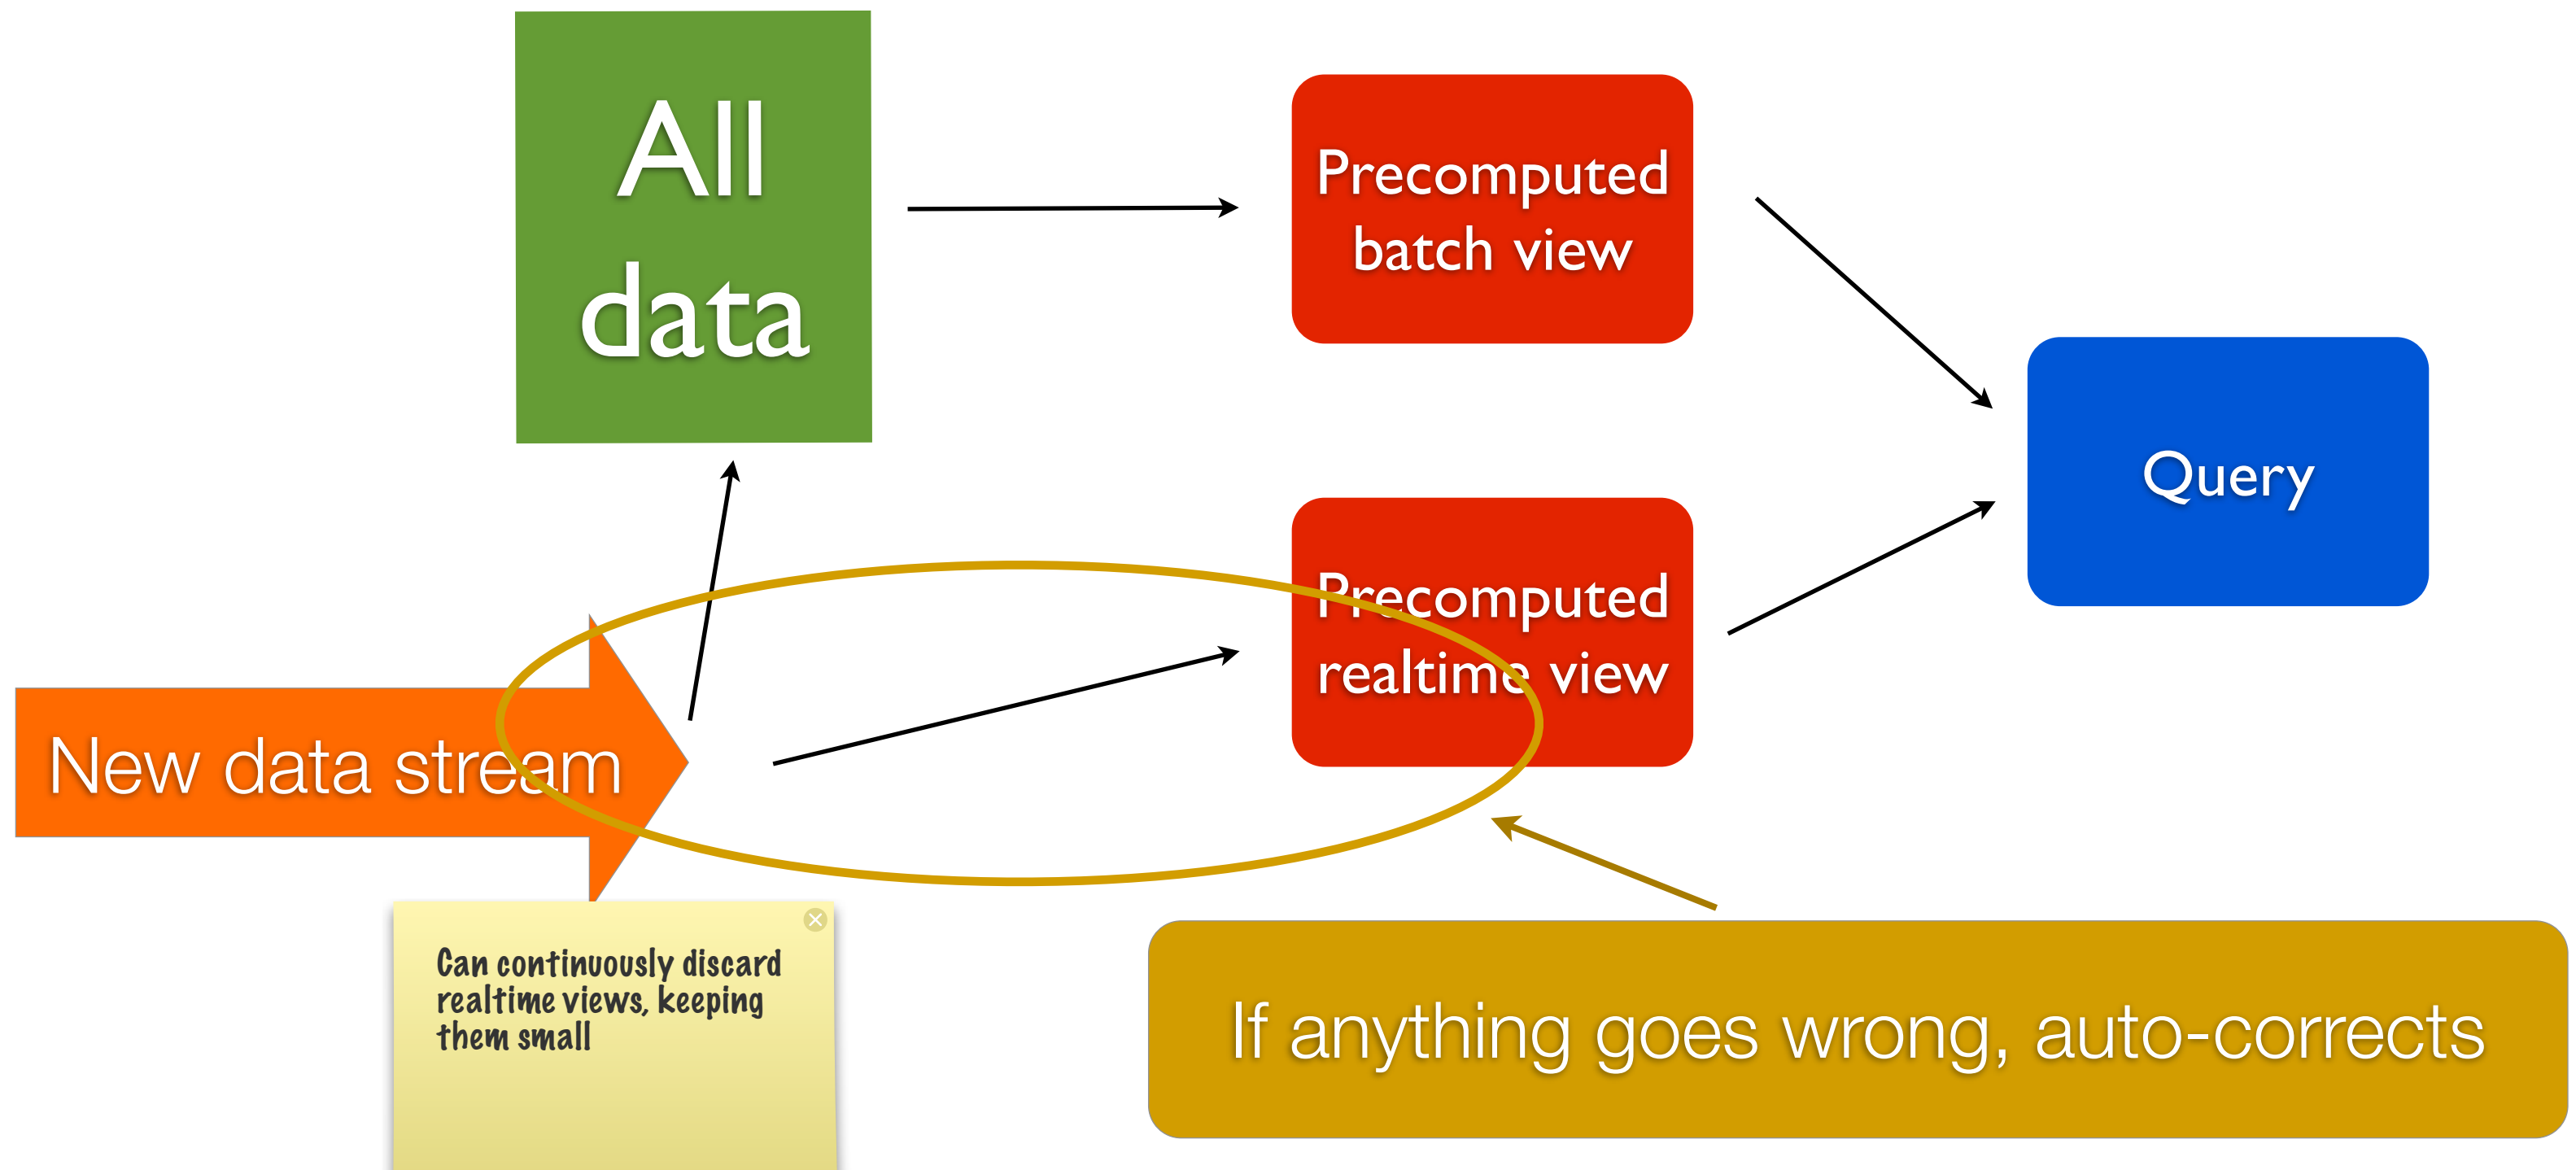 All
data
Precomputed
batch view
Query
Precomputed
realtime view
New data stream
Can continuously discard
realtime views, keeping
them small
If anything goes wrong, auto-corrects